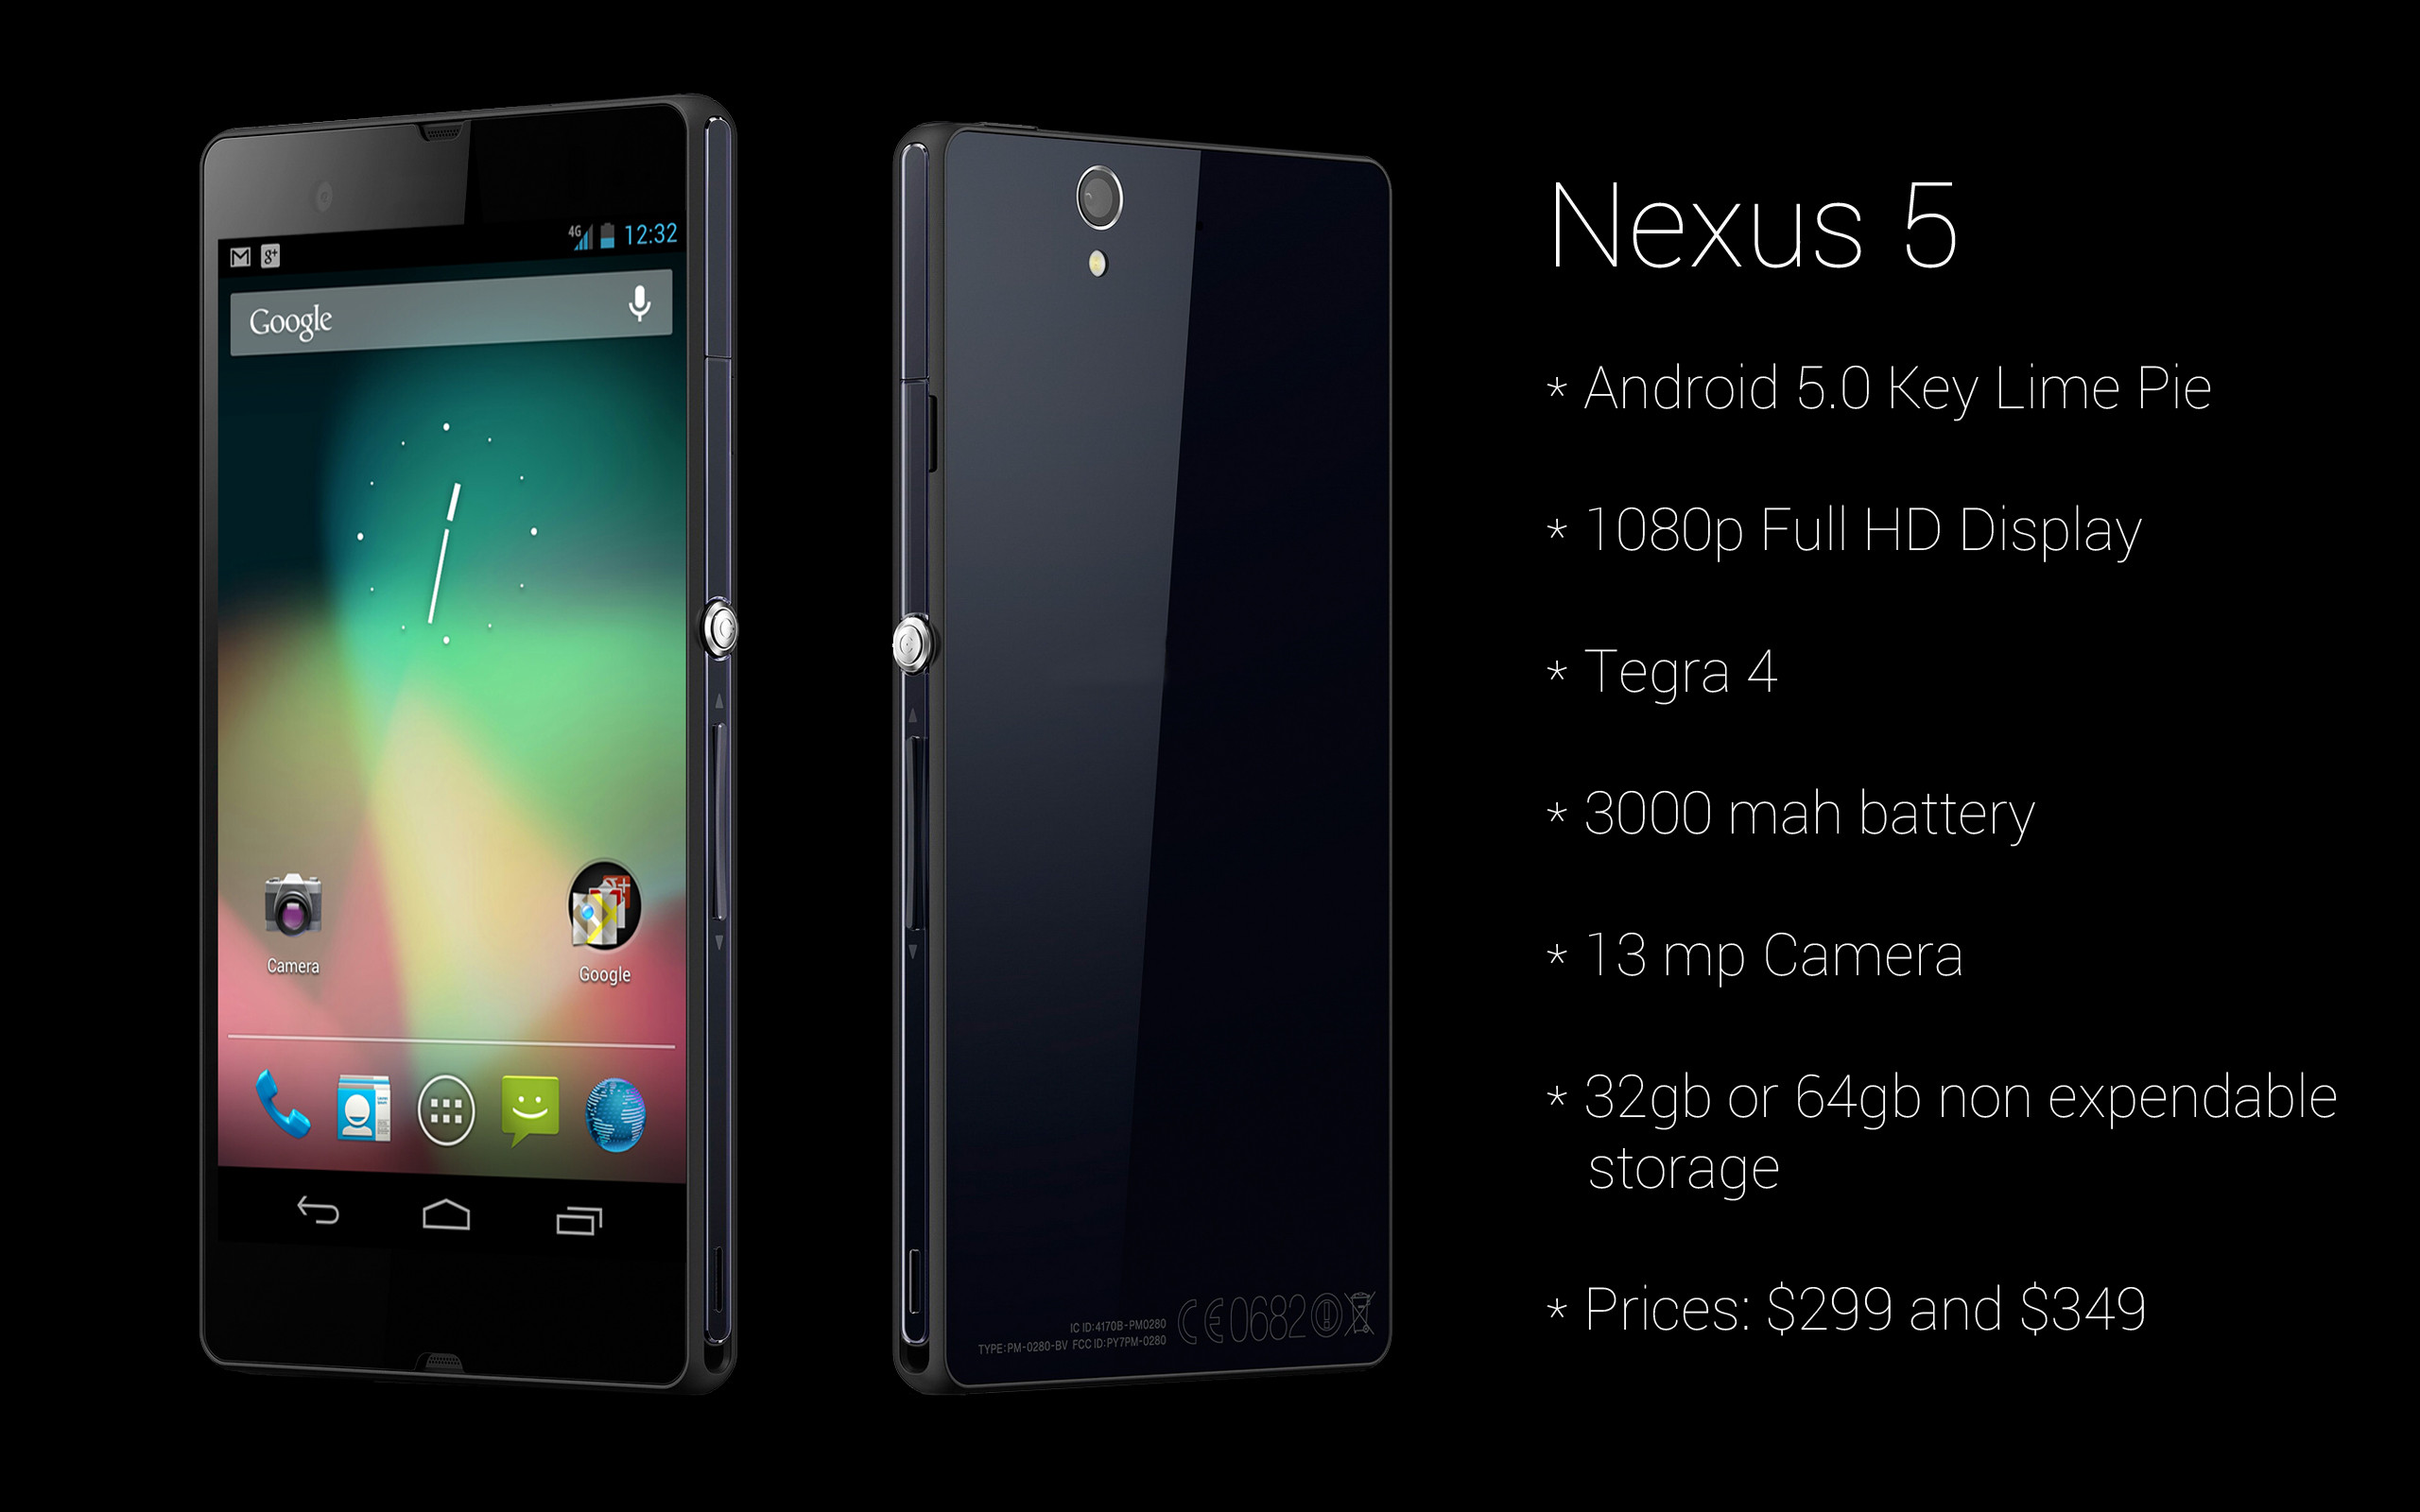 4G 12:32
Google
Camera
Google
IC ID:4170B-PM0280
TYPE:PM-0280-BV FCC ID:PY7PM-0280
CE0682
Nexus 5
* Android 5.0 Key Lime Pie
* 1080p Full HD Display
* Tegra 4
* 3000 mah battery
* 13 mp Camera
* 32gb or 64gb non expendable
storage
* Prices: $299 and $349